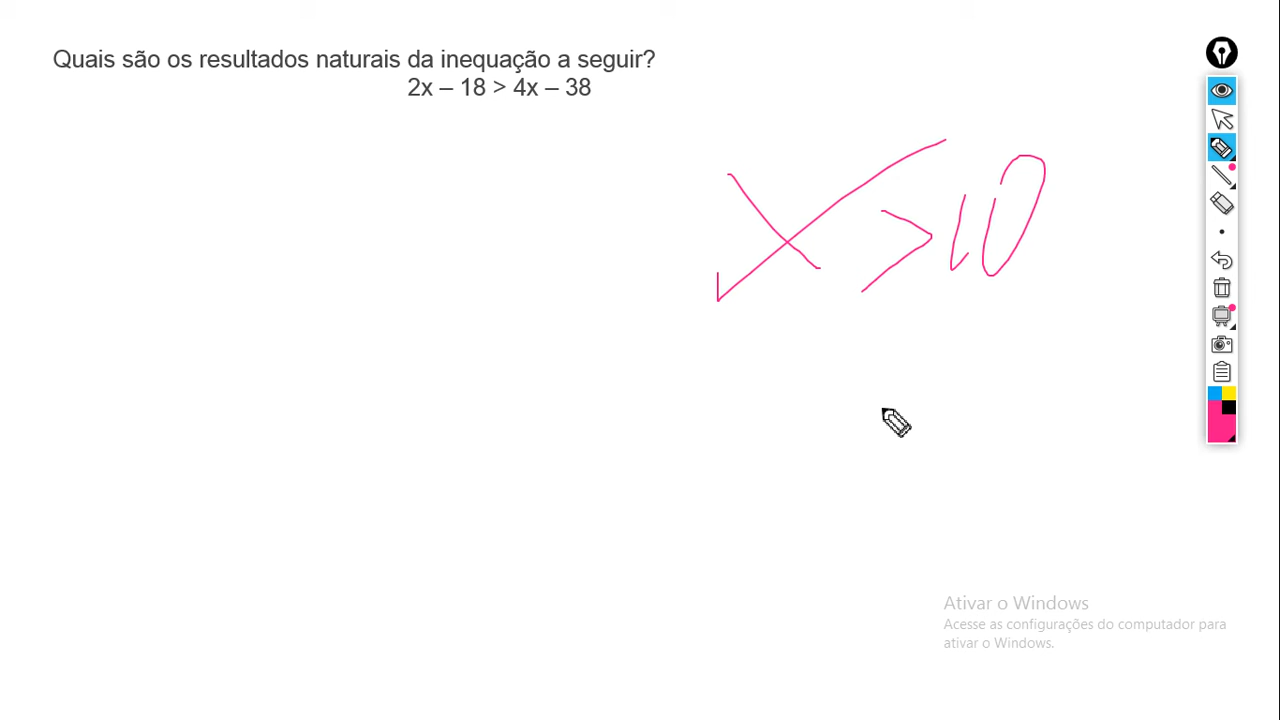 Quais são os resultados naturais da inequação a seguir?
2x – 18 > 4x – 38
x > 10
Ativar o Windows
Acesse as configurações do computador para
ativar o Windows.